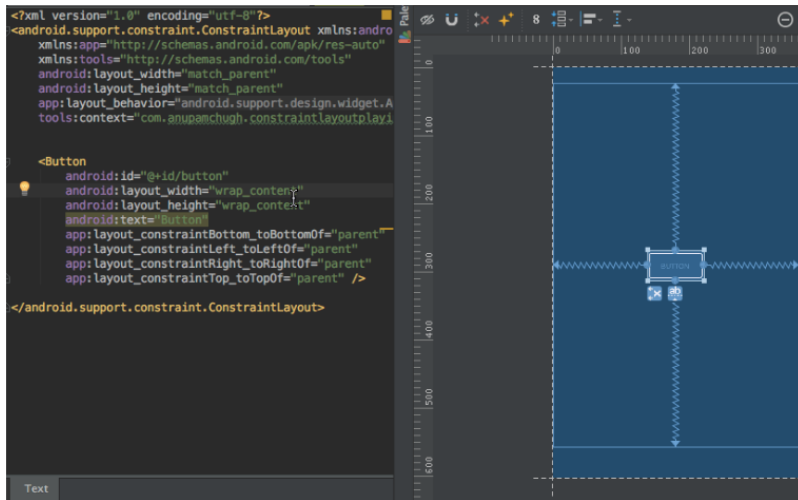 <?xml version="1.0" encoding="utf-8"?>
<android.support.constraint.ConstraintLayout xmlns:andro
xmlns:app="http://schemas.android.com/apk/res-auto"
xmlns:tools="http://schemas.android.com/tools"
android:layout_width="match_parent"
android:layout_height="match_parent"
app:layout_behavior="android.support.design.widget.A
tools:context="com.anupamchugh.constraintlayoutplayi
<Button
android:id="@+id/button"
android:layout_width="wrap_content"
android:layout_height="wrap_content"
android:text="Button"
app:layout_constraintBottom_toBottomOf="parent"
app:layout_constraintLeft_toLeftOf="parent"
app:layout_constraintRight_toRightOf="parent"
app:layout_constraintTop_toTopOf="parent" />
</android.support.constraint.ConstraintLayout>
Text
Pale
8
0 100 200 300
0
100
200
300
400
500
600
BUTTON
ab